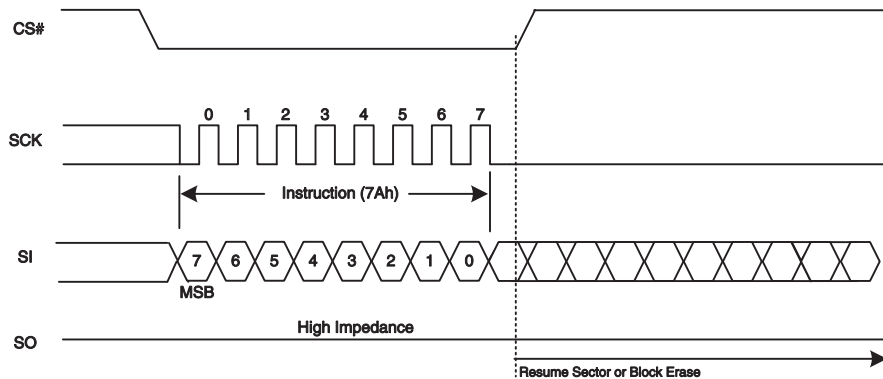 CS#
0 1 2 3 4 5 6 7
SCK
Instruction (7Ah)
SI
7 6 5 4 3 2 1 0
MSB
High Impedance
SO
Resume Sector or Block Erase